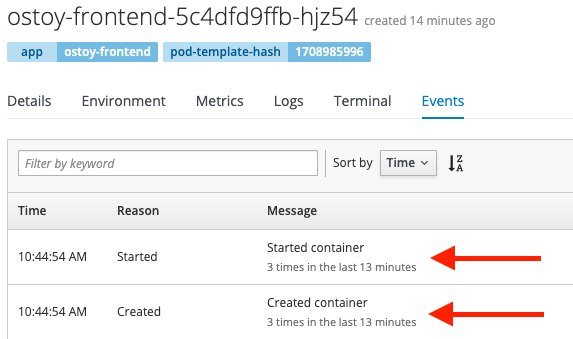 ostoy-frontend-5c4dfd9ffb-hjz54 created 14 minutes ago
app ostoy-frontend pod-template-hash 1708985996
Details Environment Metrics Logs Terminal Events
Filter by keyword Sort by Time
Time Reason Message
10:44:54 AM Started Started container
3 times in the last 13 minutes
10:44:54 AM Created Created container
3 times in the last 13 minutes